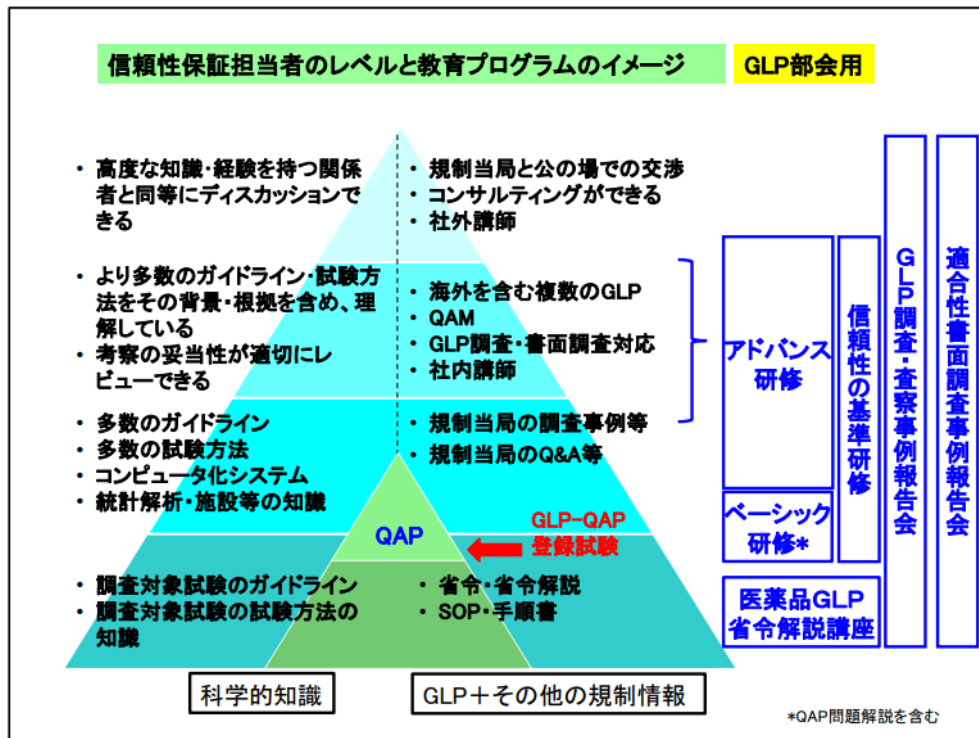 信頼性保証担当者のレベルと教育プログラムのイメージ
GLP部会用
・ 高度な知識・経験を持つ関係
者と同等にディスカッションで
きる
・ 規制当局と公の場での交渉
・ コンサルティングができる
・ 社外講師
・ より多数のガイドライン・試験方
法をその背景・根拠を含め、理
解している
・ 考察の妥当性が適切にレ
ビューできる
・ 海外を含む複数のGLP
・ QAM
・ GLP調査・書面調査対応
・ 社内講師
・ 多数のガイドライン
・ 多数の試験方法
・ コンピュータ化システム
・ 統計解析・施設等の知識
・ 規制当局の調査事例等
・ 規制当局のQ&A等
QAP
GLP-QAP
登録試験
・ 調査対象試験のガイドライン
・ 調査対象試験の試験方法の
知識
・ 省令・省令解説
・ SOP・手順書
科学的知識
GLP+その他の規制情報
アドバンス
研修
ベーシック
研修*
信頼性の基準研修
医薬品GLP
省令解説講座
GLP調査・査察事例報告会
適合性書面調査事例報告会
*QAP問題解説を含む